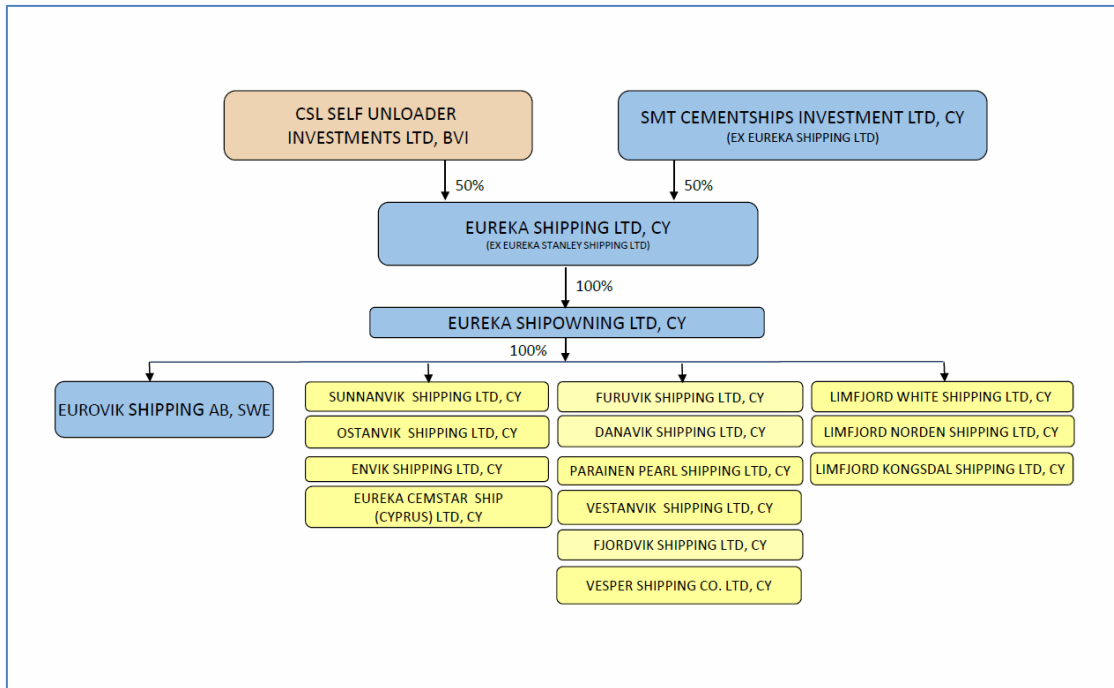 CSL SELF UNLOADER
INVESTMENTS LTD, BVI
SMT CEMENTSHIPS INVESTMENT LTD, CY
(EX EUREKA SHIPPING LTD)
50%
50%
EUREKA SHIPPING LTD, CY
(EX EUREKA STANLEY SHIPPING LTD)
100%
EUREKA SHIPOWNING LTD, CY
100%
EUROVIK SHIPPING AB, SWE
SUNNANVIK SHIPPING LTD, CY
OSTANVIK SHIPPING LTD, CY
ENVIK SHIPPING LTD, CY
EUREKA CEMSTAR SHIP
(CYPRUS) LTD, CY
FURUVIK SHIPPING LTD, CY
DANAVIK SHIPPING LTD, CY
PARAINEN PEARL SHIPPING LTD, CY
VESTANVIK SHIPPING LTD, CY
FJORDVIK SHIPPING LTD, CY
VESPER SHIPPING CO. LTD, CY
LIMFJORD WHITE SHIPPING LTD, CY
LIMFJORD NORDEN SHIPPING LTD, CY
LIMFJORD KONGSDAL SHIPPING LTD, CY